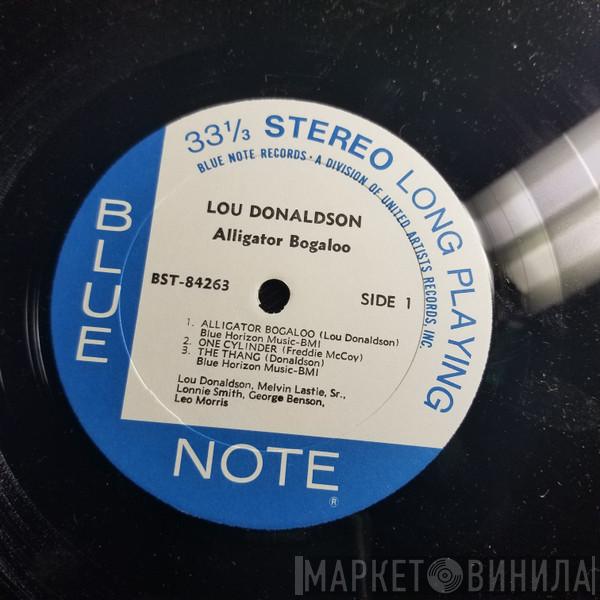 33⅓ STEREO LONG PLAYING
BLUE NOTE RECORDS · A DIVISION OF UNITED ARTISTS RECORDS, INC
LOU DONALDSON
Alligator Bogaloo
BST-84263
SIDE 1
1. ALLIGATOR BOGALOO (Lou Donaldson)
Blue Horizon Music-BMI
2. ONE CYLINDER (Freddie McCoy)
3. THE THANG (Donaldson)
Blue Horizon Music-BMI
Lou Donaldson, Melvin Lastie, Sr.,
Lonnie Smith, George Benson,
Leo Morris
BLUE
NOTE
®
МАРКЕТ ВИНИЛА